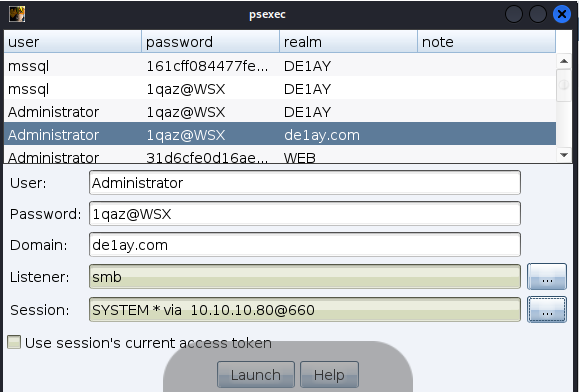 psexec
user password realm note
mssql 161cff084477fe... DE1AY
mssql 1qaz@WSX DE1AY
Administrator 1qaz@WSX DE1AY
Administrator 1qaz@WSX de1ay.com
Administrator 31d6cfe0d16ae... WEB
User: Administrator
Password: 1qaz@WSX
Domain: de1ay.com
Listener: smb ...
Session: SYSTEM * via 10.10.10.80@660 ...
Use session's current access token
Launch Help